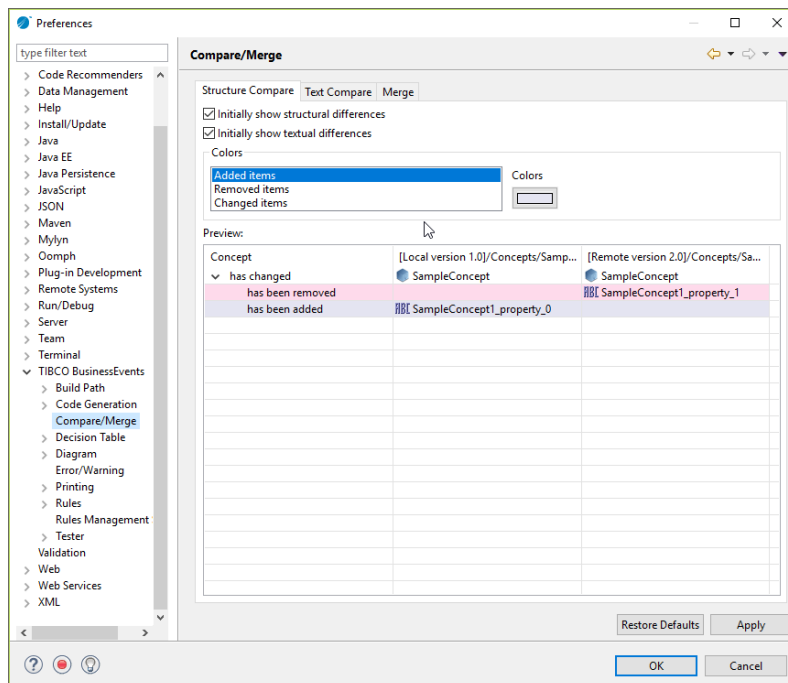 Preferences
type filter text
Code Recommenders
Data Management
Help
Install/Update
Java
Java EE
Java Persistence
JavaScript
JSON
Maven
Mylyn
Oomph
Plug-in Development
Remote Systems
Run/Debug
Server
Team
Terminal
TIBCO BusinessEvents
Build Path
Code Generation
Compare/Merge
Decision Table
Diagram
Error/Warning
Printing
Rules
Rules Management
Tester
Validation
Web
Web Services
XML
Compare/Merge
Structure Compare Text Compare Merge
Initially show structural differences
Initially show textual differences
Colors
Added items
Removed items
Changed items
Colors
Preview:
Concept [Local version 1.0]/Concepts/Samp... [Remote version 2.0]/Concepts/Sa...
has changed SampleConcept SampleConcept
has been removed SampleConcept1_property_1
has been added SampleConcept1_property_0
Restore Defaults Apply
OK Cancel